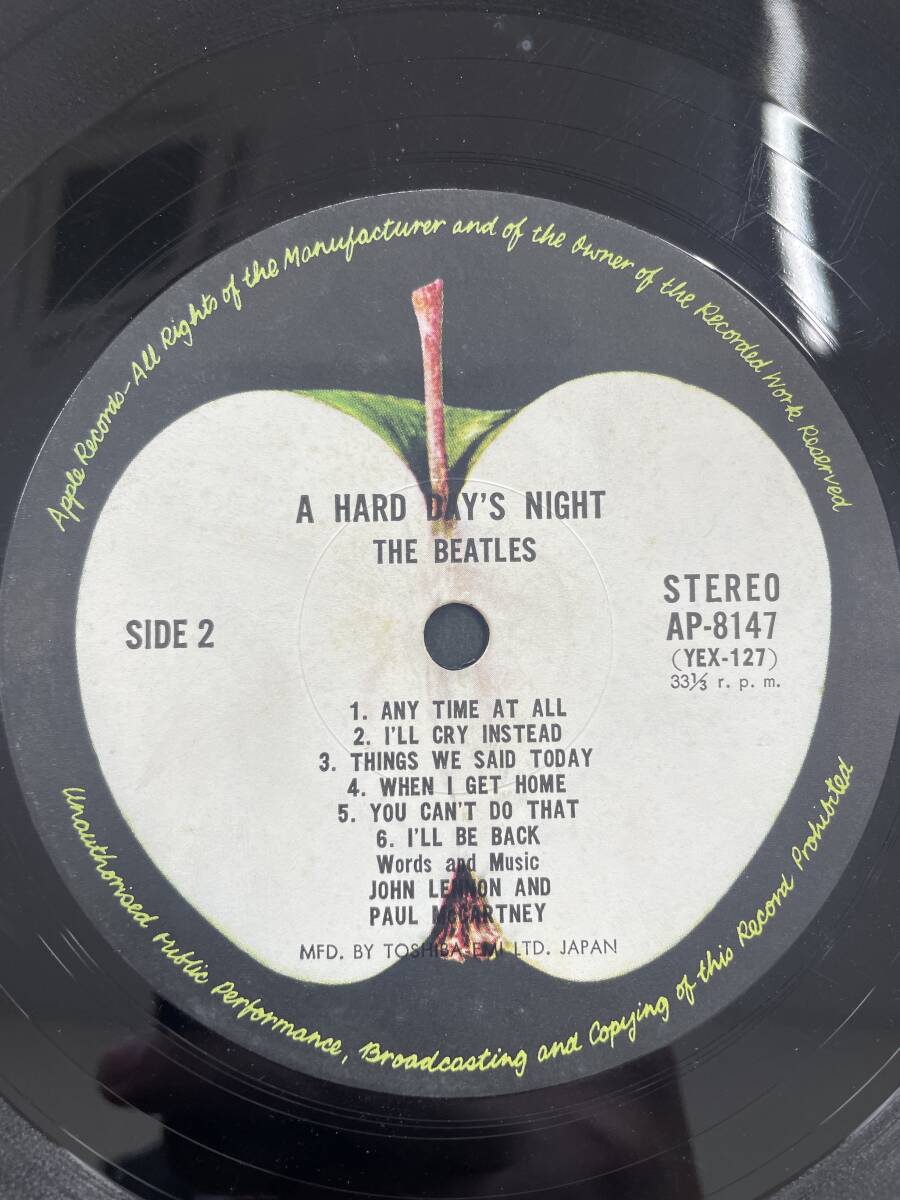 Apple Records-All Rights of the Manufacturer and of the Owner of the Recorded Work Reserved
A HARD DAY'S NIGHT
THE BEATLES
SIDE 2
STEREO
AP-8147
(YEX-127)
33⅓ r. p. m.
1. ANY TIME AT ALL
2. I'LL CRY INSTEAD
3. THINGS WE SAID TODAY
4. WHEN I GET HOME
5. YOU CAN'T DO THAT
6. I'LL BE BACK
Words and Music
JOHN LENNON AND
PAUL McCARTNEY
MFD. BY TOSHIBA-EMI LTD. JAPAN
Unauthorised Public Performance, Broadcasting and Copying of this Record Prohibited